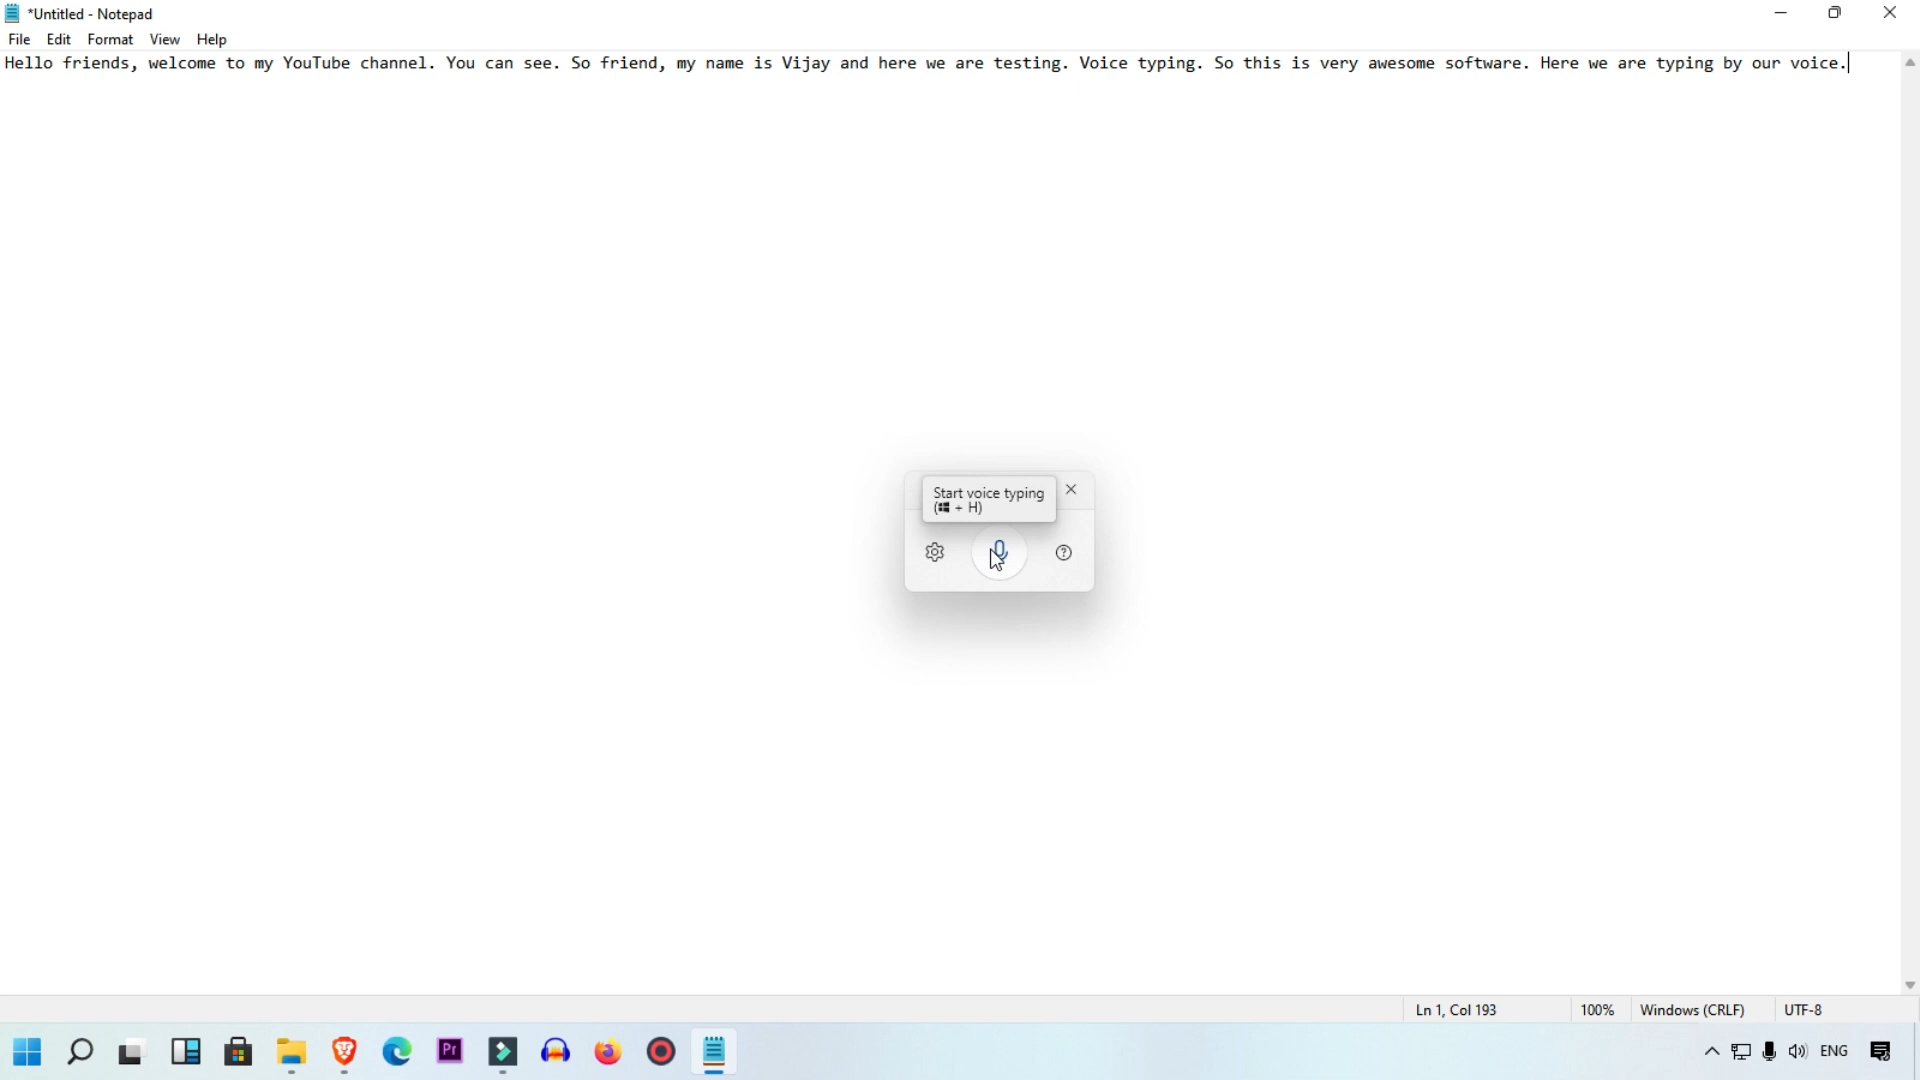 *Untitled - Notepad
File Edit Format View Help
Hello friends, welcome to my YouTube channel. You can see. So friend, my name is Vijay and here we are testing. Voice typing. So this is very awesome software. Here we are typing by our voice.
Start voice typing
( + H)
Ln 1, Col 193 100% Windows (CRLF) UTF-8
Pr
ENG